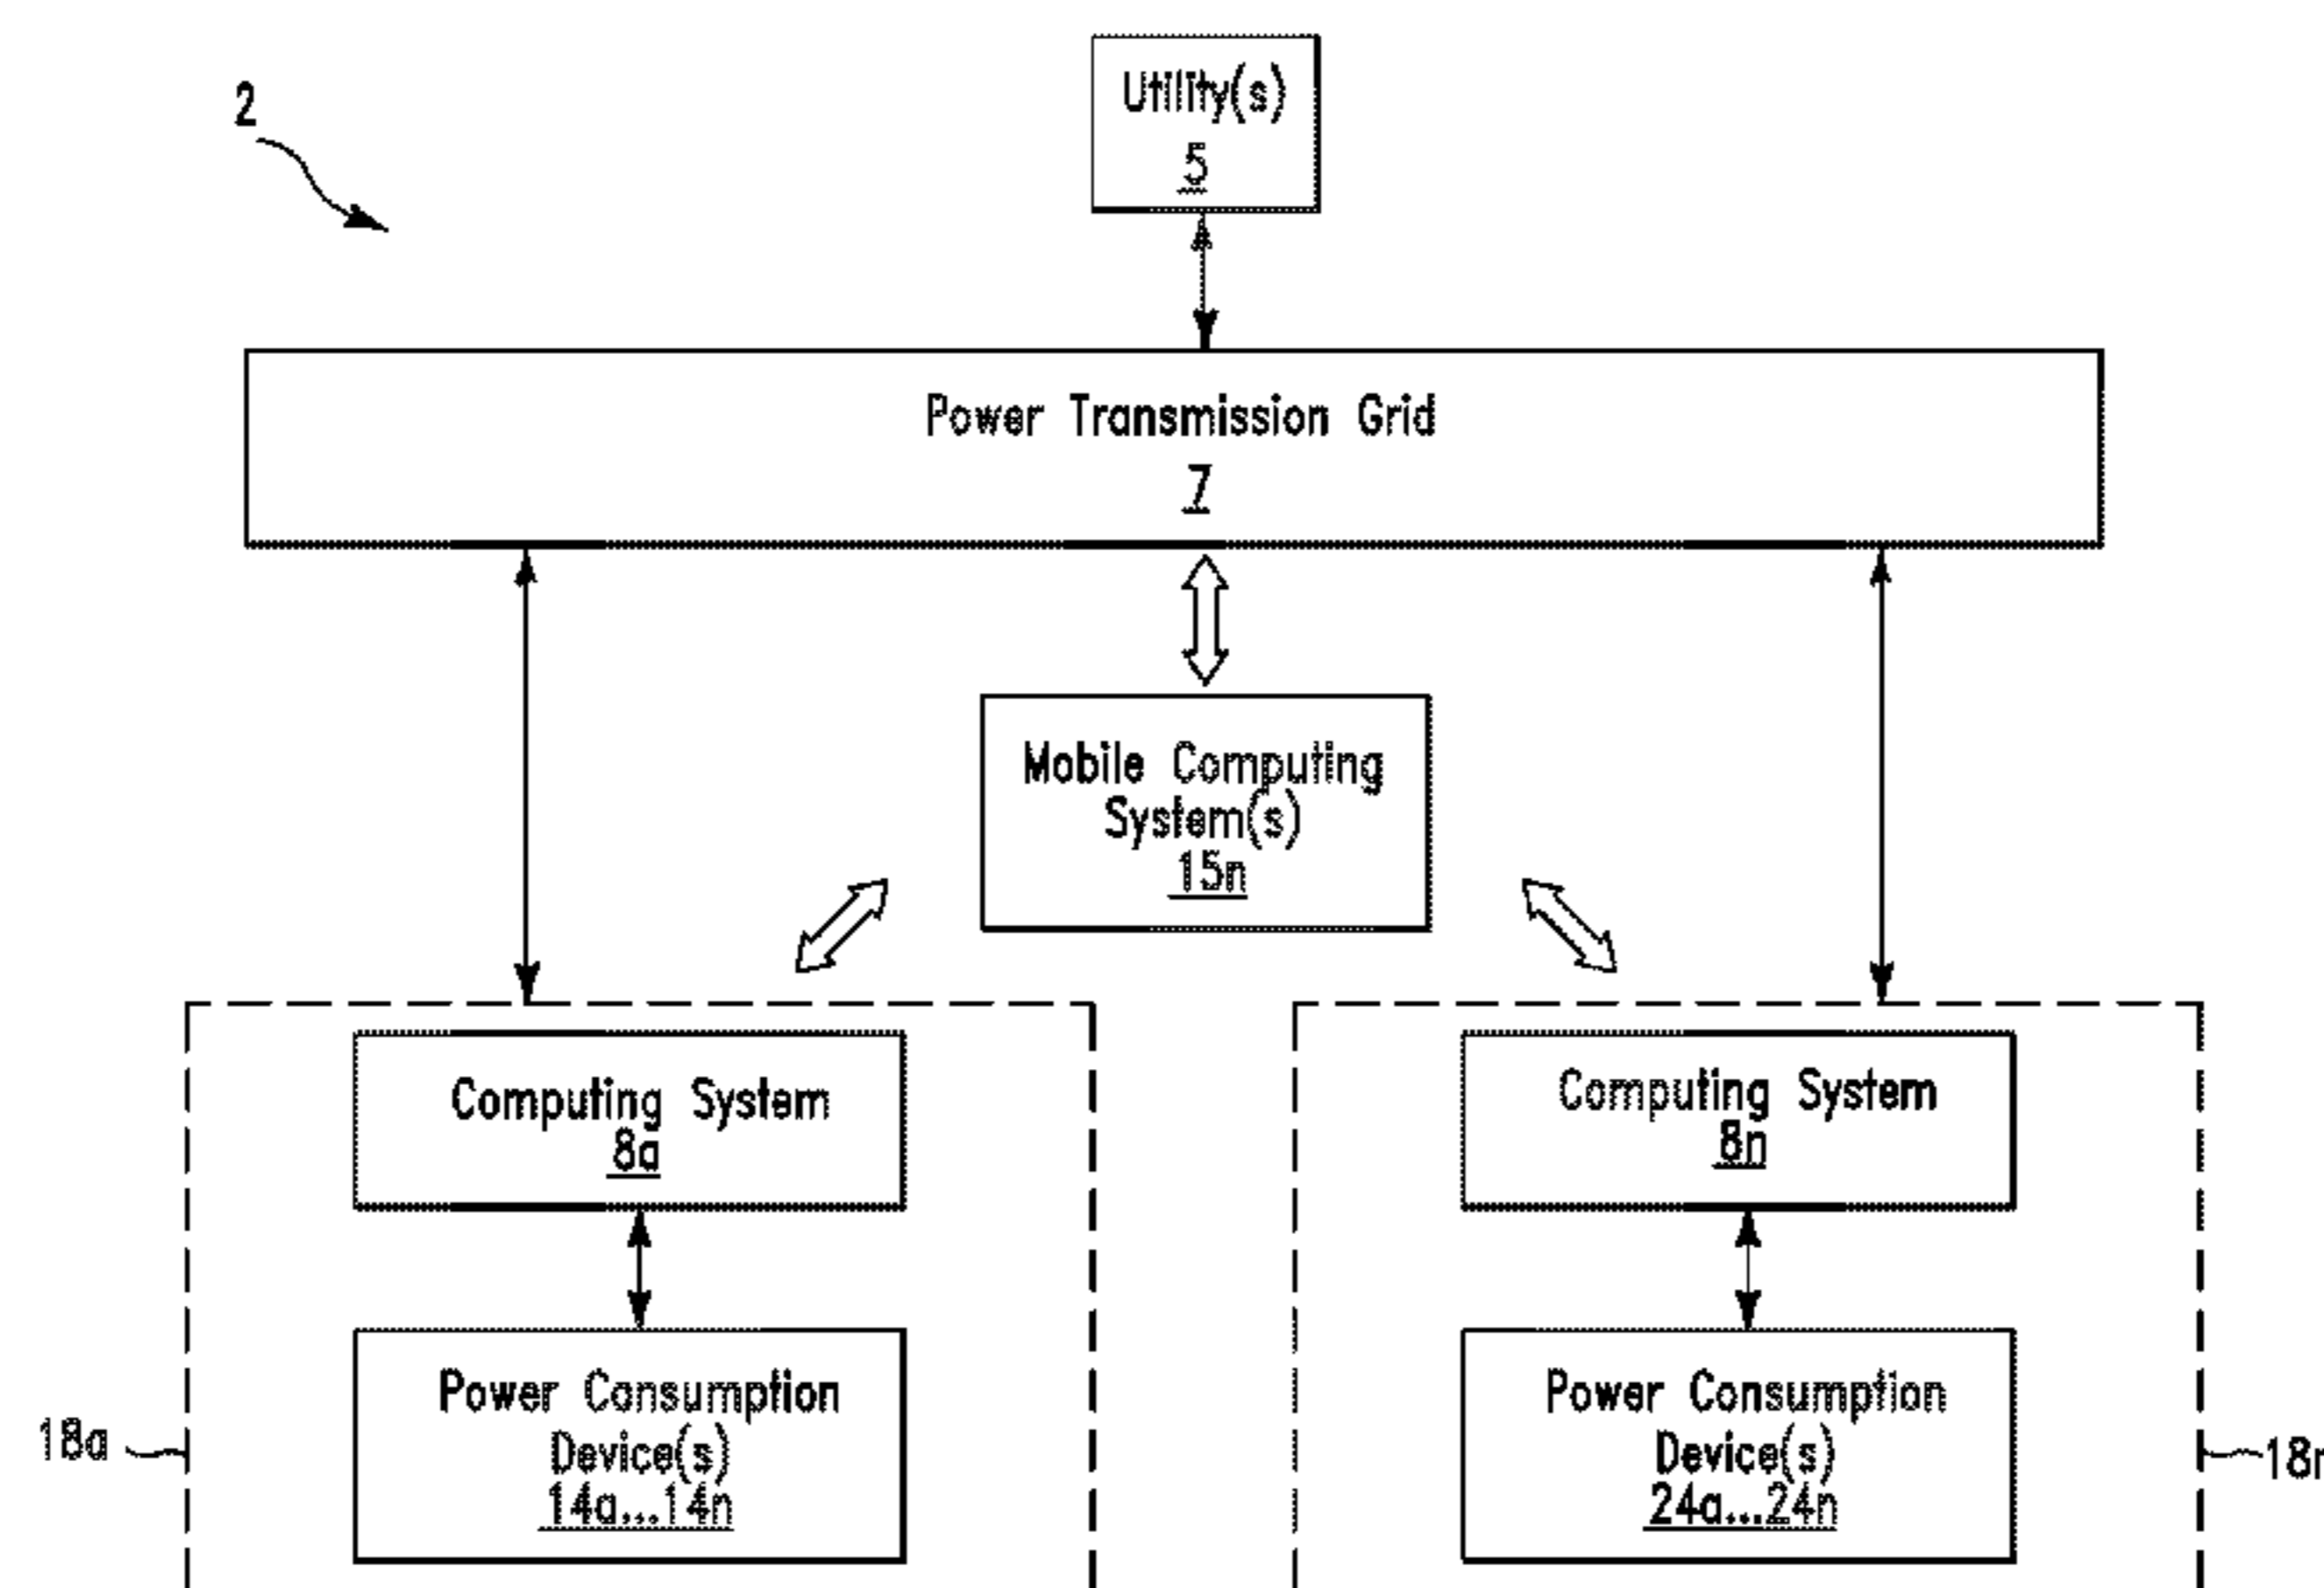 2
Utility(s)
5
Power Transmission Grid
7
Mobile Computing
System(s)
15n
Computing System
8a
Computing System
8n
Power Consumption
Device(s)
14a...14n
Power Consumption
Device(s)
24a...24n
18a